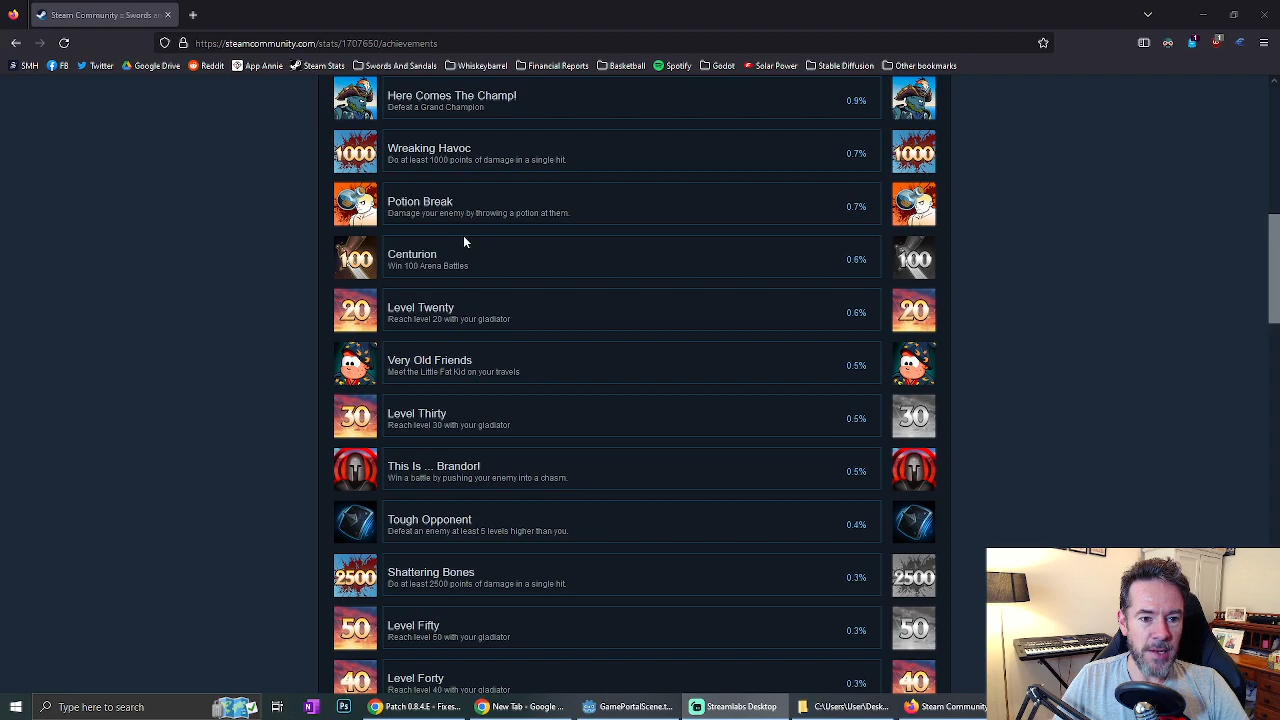 Steam Community :: Swords an
https://steamcommunity.com/stats/1707650/achievements
SMH FB Twitter Google Drive Reddit App Annie Steam Stats Swords And Sandals Whiskeybarrel Financial Reports Basketball Spotify Godot Solar Power Stable Diffusion Other bookmarks
Here Comes The Champ!
Defeat a Grand Champion
0.9%
1000
Wreaking Havoc
Do at least 1000 points of damage in a single hit.
0.7%
1000
Potion Break
Damage your enemy by throwing a potion at them.
0.7%
100
Centurion
Win 100 Arena Battles
0.6%
100
20
Level Twenty
Reach level 20 with your gladiator
0.6%
20
Very Old Friends
Meet the Little Fat Kid on your travels
0.5%
30
Level Thirty
Reach level 30 with your gladiator
0.5%
30
This Is ... Brandor!
Win a battle by pushing your enemy into a chasm.
0.5%
Tough Opponent
Defeat an enemy at least 5 levels higher than you.
0.4%
2500
Shattering Bones
Do at least 2500 points of damage in a single hit.
0.3%
2500
50
Level Fifty
Reach level 50 with your gladiator
0.3%
50
40
Level Forty
Reach level 40 with your gladiator
0.3%
40
Type here to search
Patch 0.8.4.E - Fires...
New Tab - Google ...
Streamlabs Desktop
C:\Users\User\Desk...
Steam Community